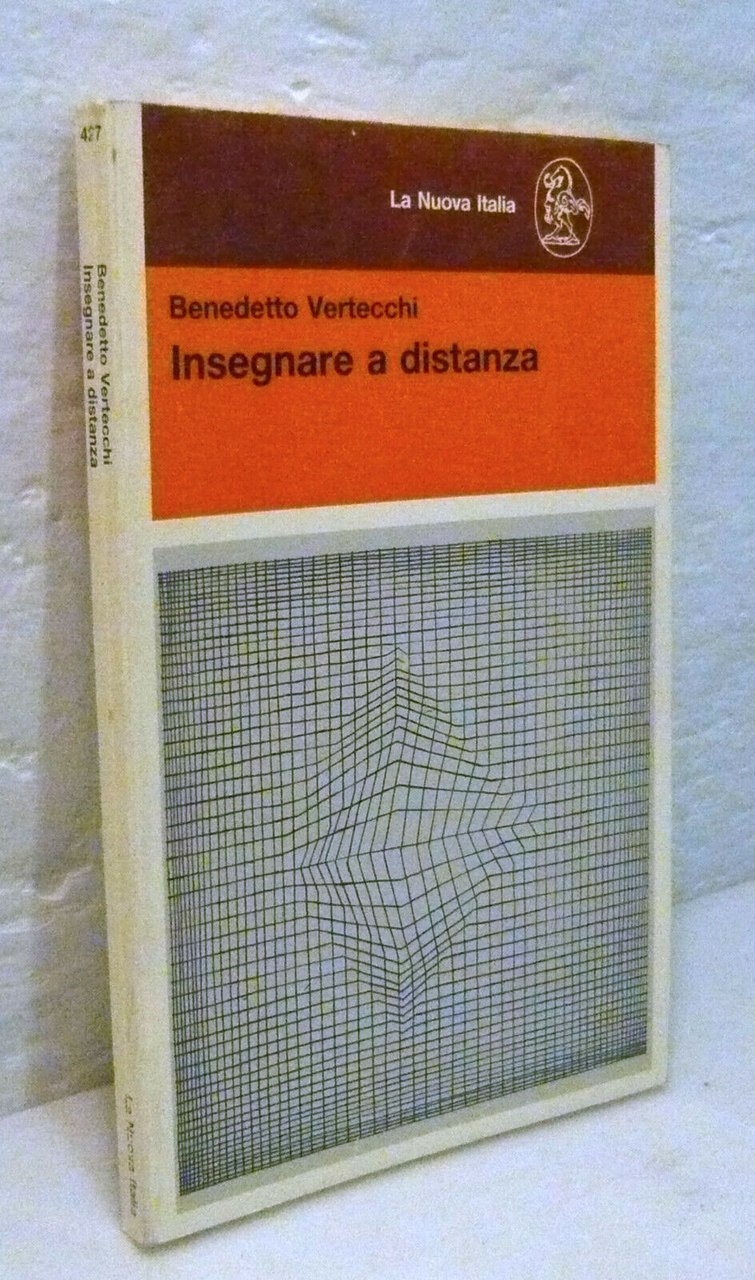 427
Benedetto Vertecchi
Insegnare a distanza
La Nuova Italia
La Nuova Italia
Benedetto Vertecchi
Insegnare a distanza